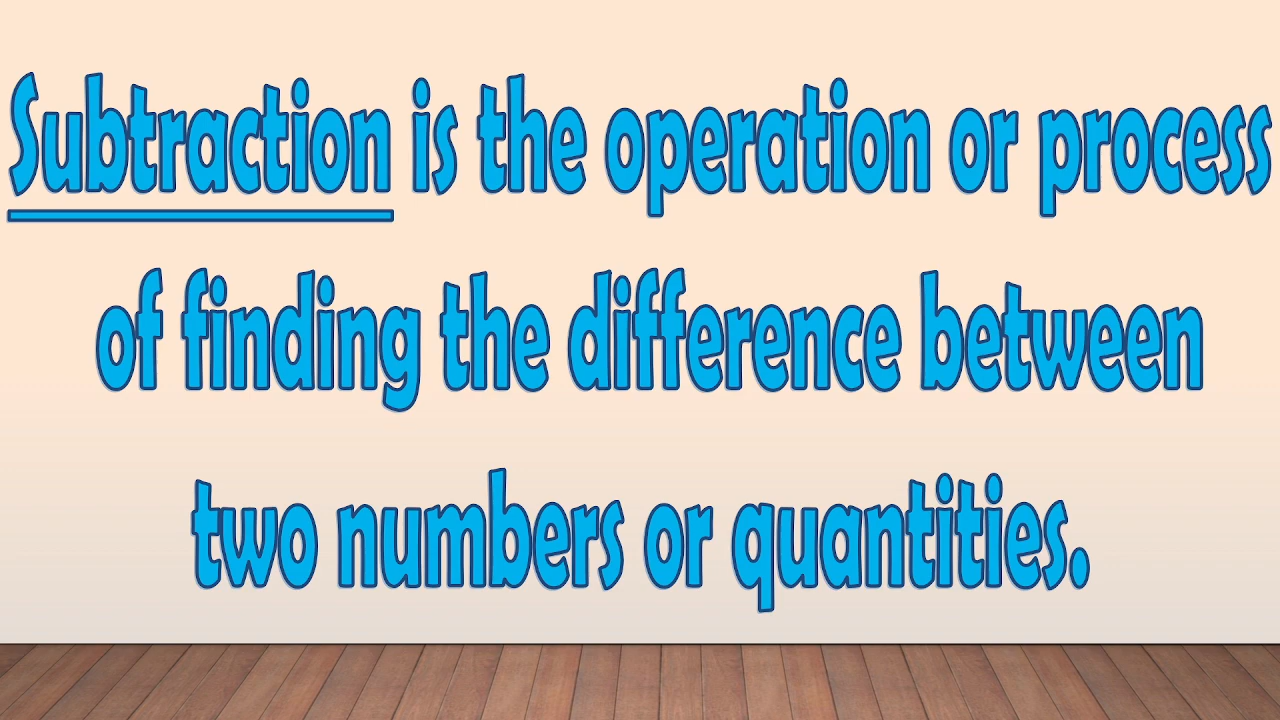 Subtraction is the operation or process
of finding the difference between
two numbers or quantities.